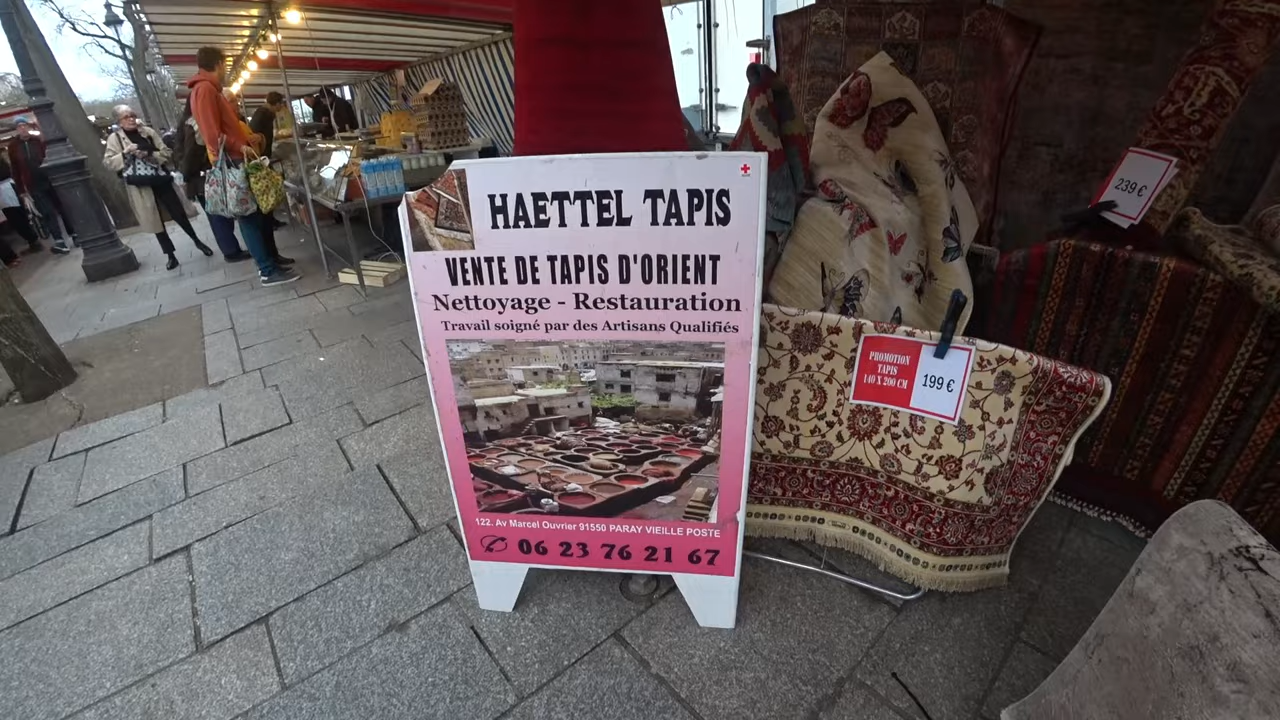 HAETTEL TAPIS
VENTE DE TAPIS D'ORIENT
Nettoyage - Restauration
Travail soigné par des Artisans Qualifiés
122. Av Marcel Ouvrier 91550 PARAY VIEILLE POSTE
06 23 76 21 67
PROMOTION
TAPIS
140 X 200 CM
199 €
239 €